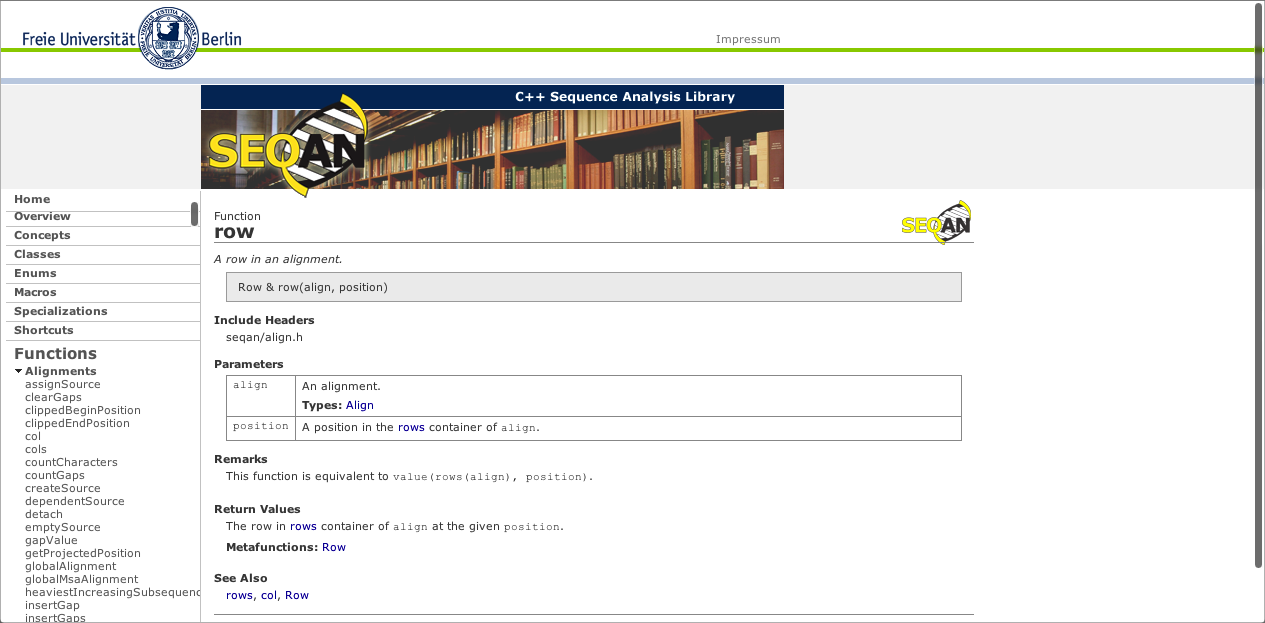 Freie Universität Berlin
Impressum
C++ Sequence Analysis Library
SEQAN
Home
Overview
Concepts
Classes
Enums
Macros
Specializations
Shortcuts
Functions
Alignments
assignSource
clearGaps
clippedBeginPosition
clippedEndPosition
col
cols
countCharacters
countGaps
createSource
dependentSource
detach
emptySource
gapValue
getProjectedPosition
globalAlignment
globalMsaAlignment
heaviestIncreasingSubsequenc
insertGap
insertGaps
Function
row
SEQAN
A row in an alignment.
Row & row(align, position)
Include Headers
seqan/align.h
Parameters
align
An alignment.
Types: Align
position
A position in the rows container of align.
Remarks
This function is equivalent to value(rows(align), position).
Return Values
The row in rows container of align at the given position.
Metafunctions: Row
See Also
rows, col, Row